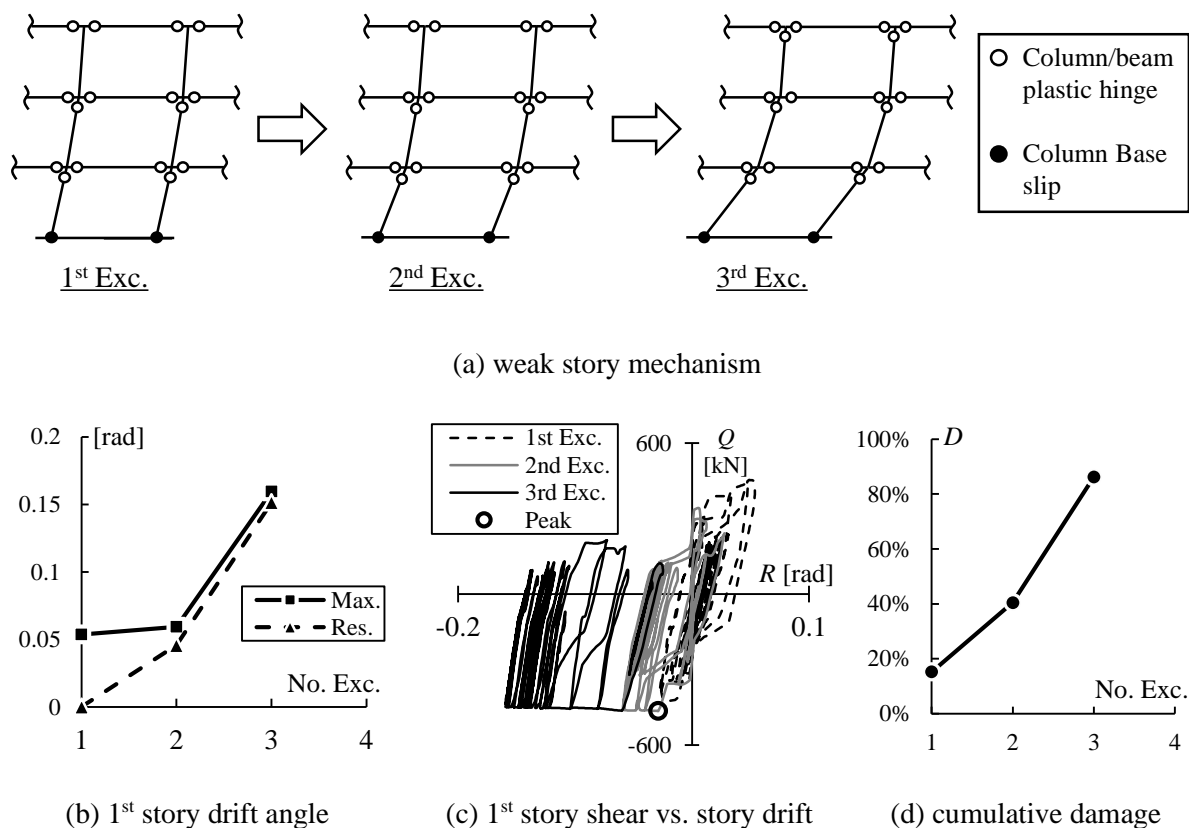 Column/beam
plastic hinge
Column Base
slip
1st Exc.
2nd Exc.
3rd Exc.
(a) weak story mechanism
0.2
[rad]
0.15
0.1
0.05
0
Max.
Res.
No. Exc.
1
2
3
4
(b) 1st story drift angle
1st Exc.
2nd Exc.
3rd Exc.
Peak
600
Q
[kN]
R [rad]
-0.2
0.1
-600
(c) 1st story shear vs. story drift
100%
D
80%
60%
40%
20%
0%
No. Exc.
1
2
3
4
(d) cumulative damage